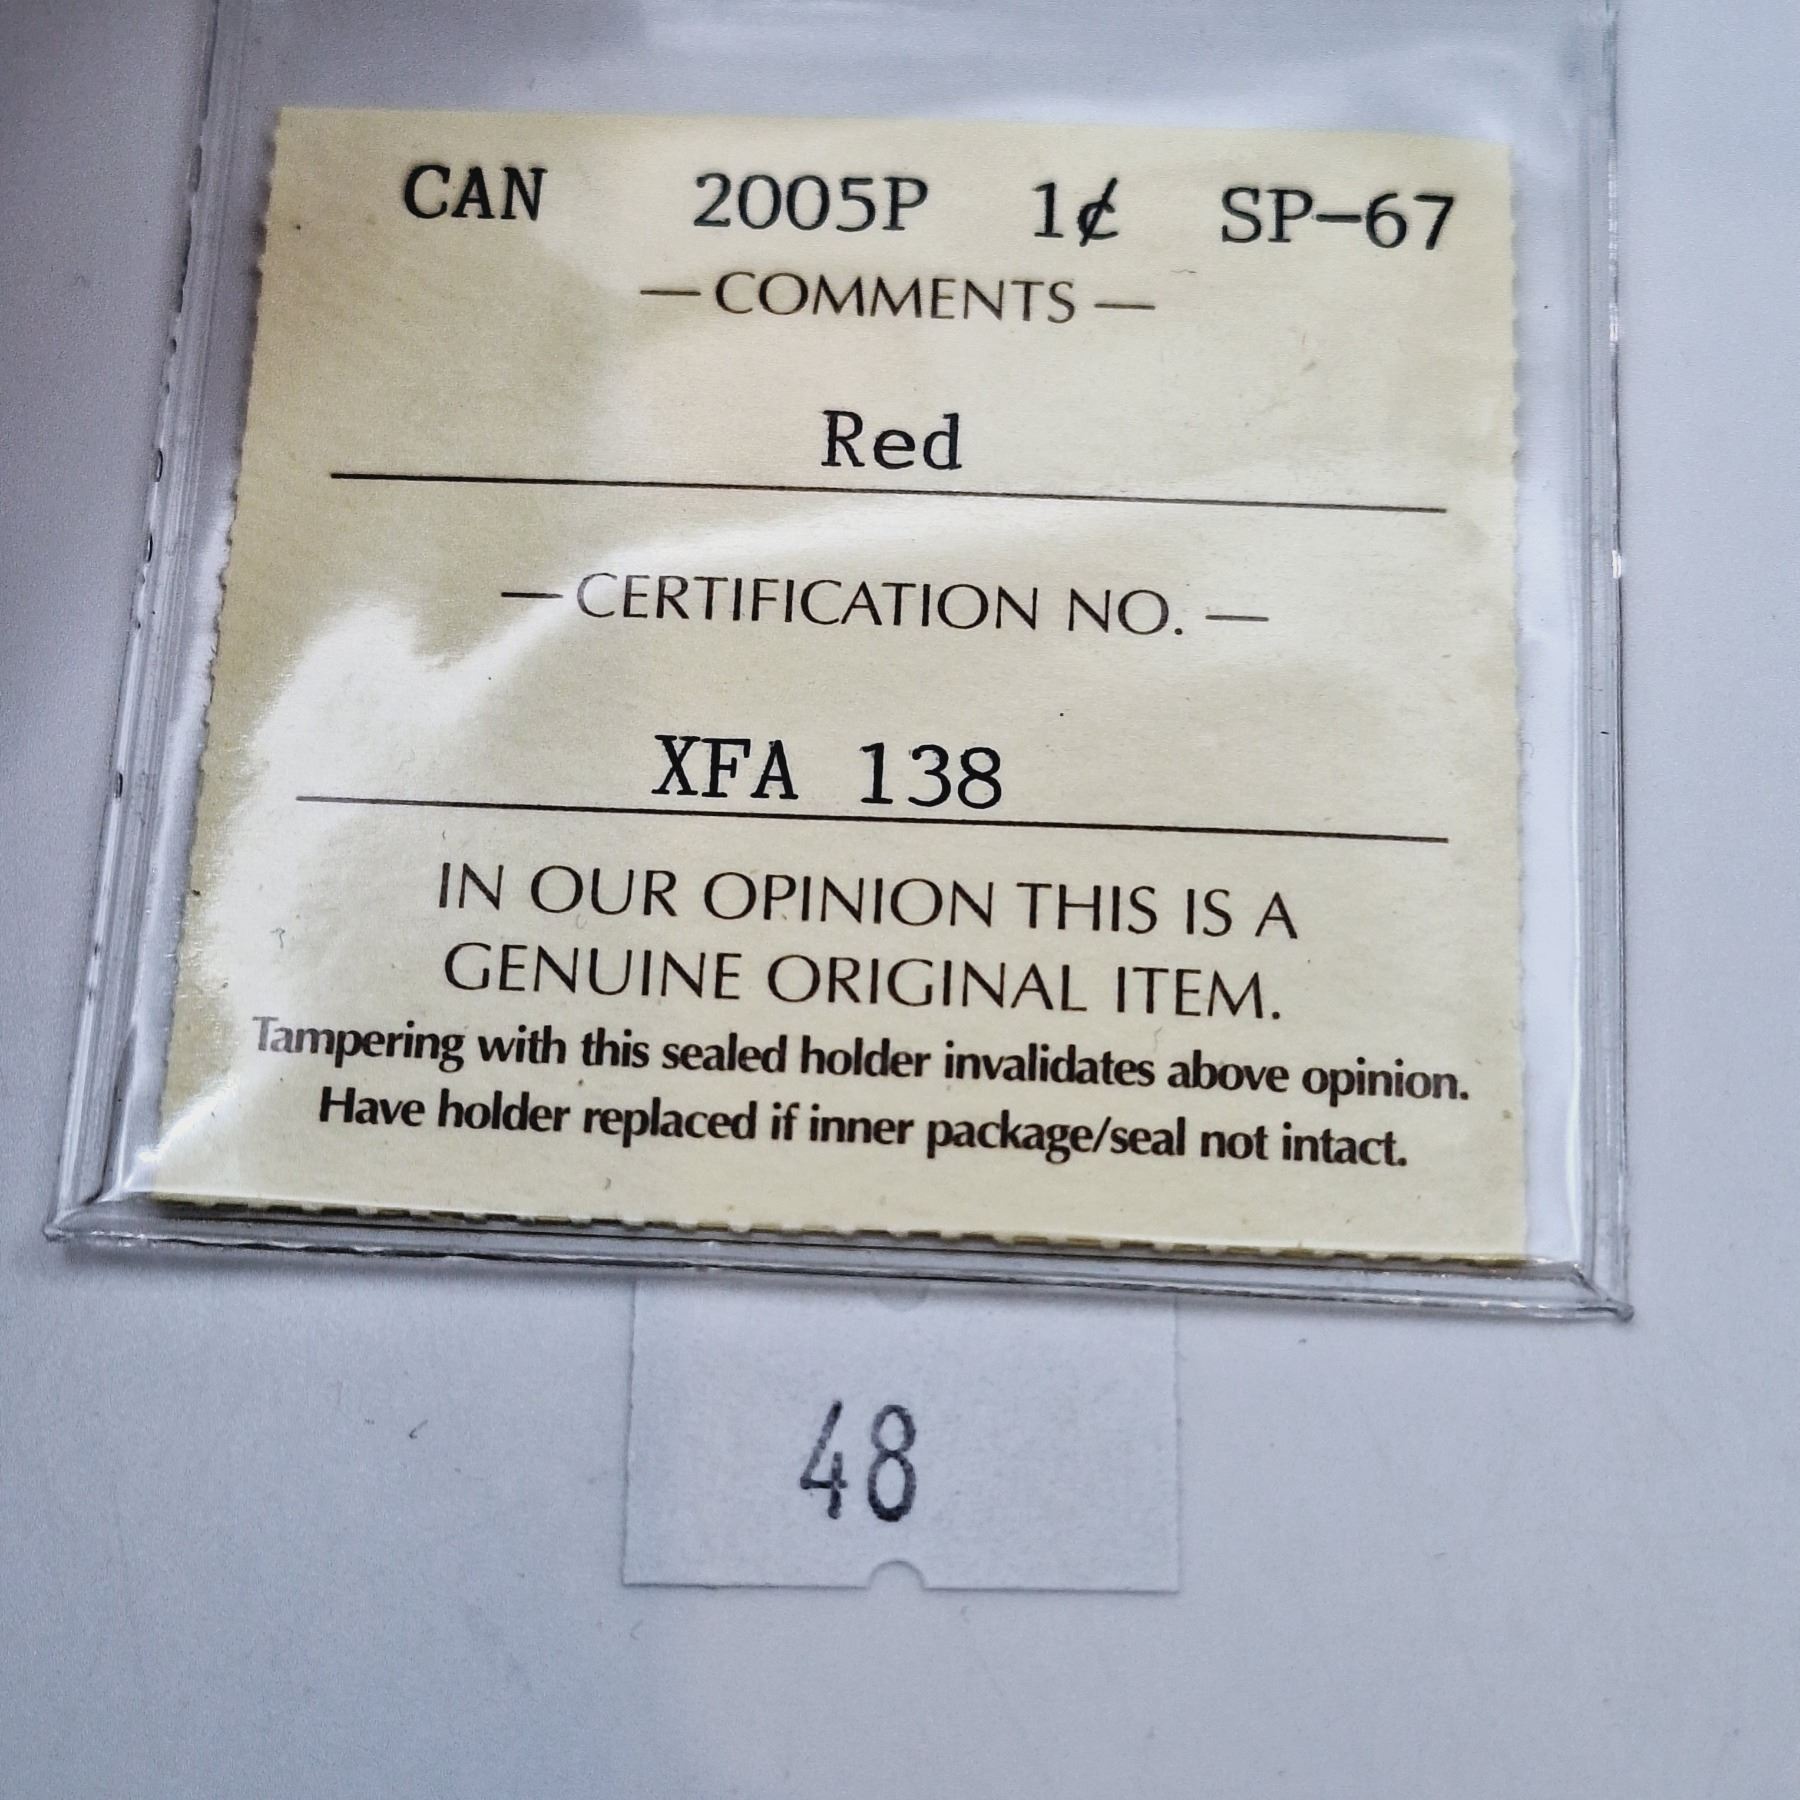 CAN 2005P 1¢ SP-67
— COMMENTS —
Red
— CERTIFICATION NO. —
XFA 138
IN OUR OPINION THIS IS A
GENUINE ORIGINAL ITEM.
Tampering with this sealed holder invalidates above opinion.
Have holder replaced if inner package/seal not intact.
48